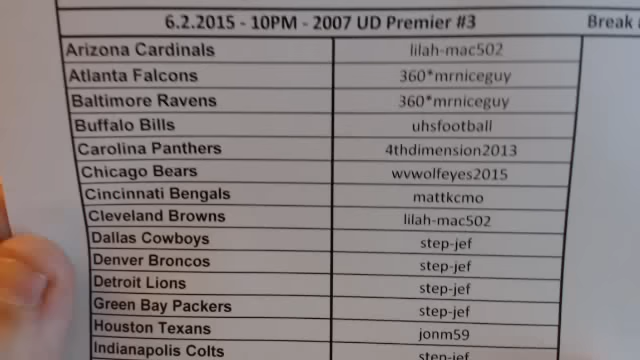 6.2.2015 - 10PM - 2007 UD Premier #3 Break
Arizona Cardinals lilah-mac502
Atlanta Falcons 360*mrniceguy
Baltimore Ravens 360*mrniceguy
Buffalo Bills uhsfootball
Carolina Panthers 4thdimension2013
Chicago Bears wvwolfeyes2015
Cincinnati Bengals mattkcmo
Cleveland Browns lilah-mac502
Dallas Cowboys step-jef
Denver Broncos step-jef
Detroit Lions step-jef
Green Bay Packers step-jef
Houston Texans jonm59
Indianapolis Colts step-jef